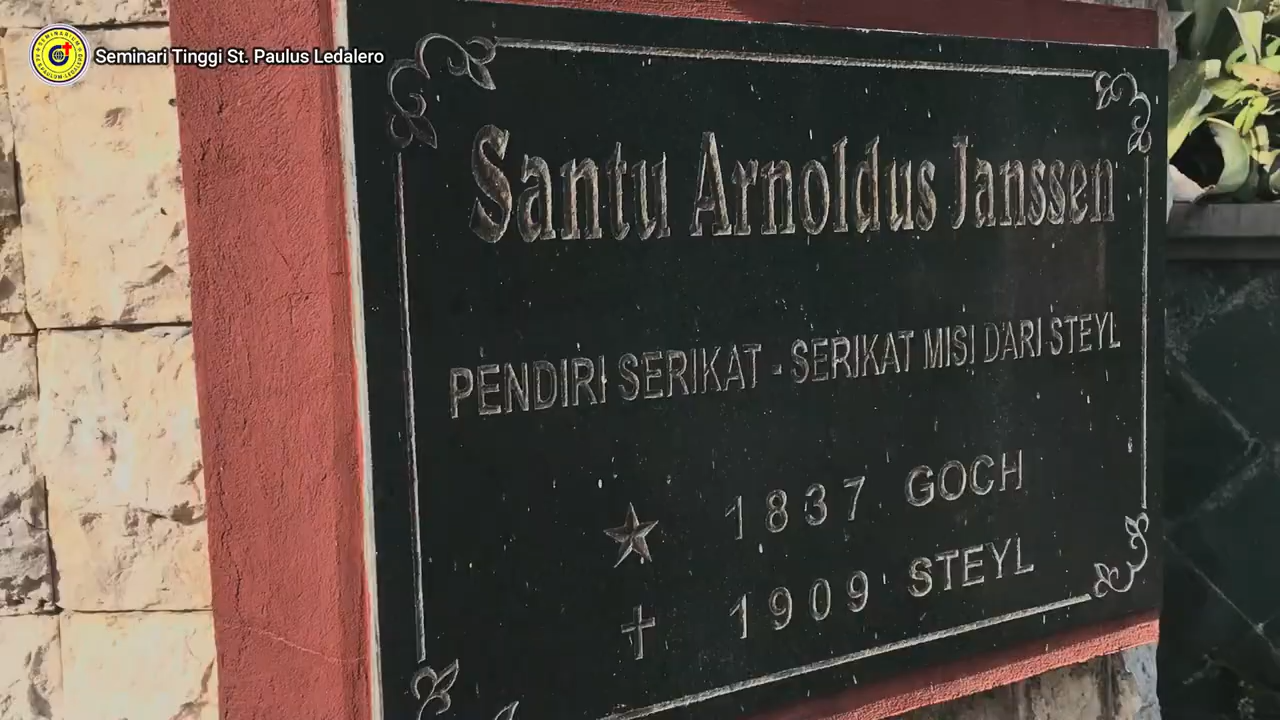 Seminari Tinggi St. Paulus Ledalero
Santu Arnoldus Janssen
PENDIRI SERIKAT - SERIKAT MISI DARI STEYL
1837 GOCH
1909 STEYL